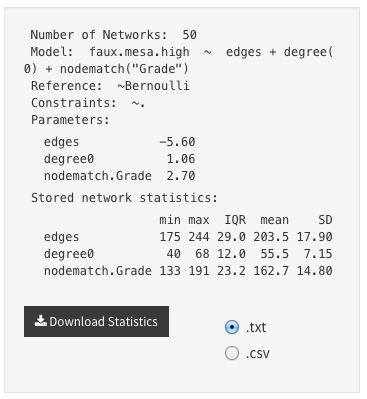 Number of Networks: 50
Model: faux.mesa.high ~ edges + degree(
0) + nodematch("Grade")
Reference: ~Bernoulli
Constraints: ~.
Parameters:
edges −5.60
degree0 1.06
nodematch.Grade 2.70
Stored network statistics:
min max IQR mean SD
edges 175 244 29.0 203.5 17.90
degree0 40 68 12.0 55.5 7.15
nodematch.Grade 133 191 23.2 162.7 14.80
Download Statistics
.txt
.csv